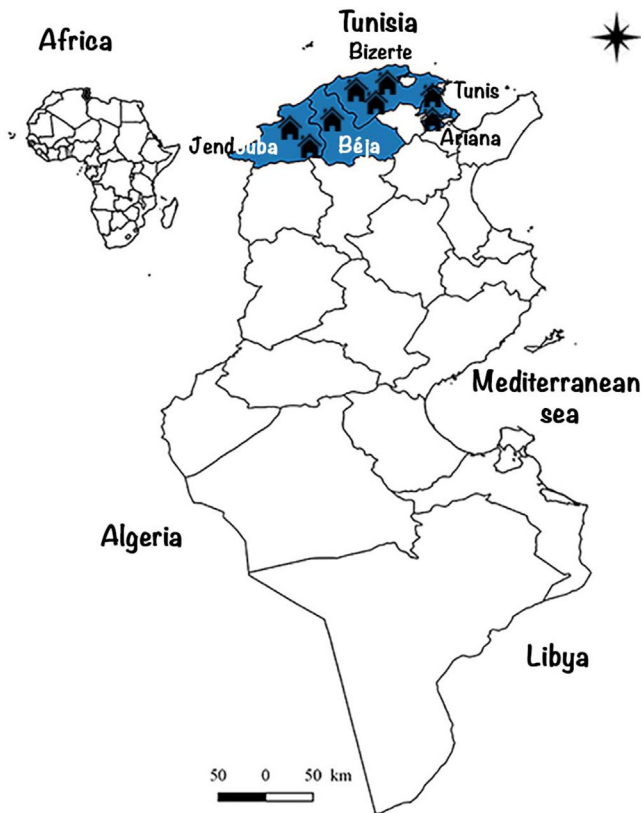 Africa
Tunisia
Bizerte
Tunis
Jendouba
Béja
Ariana
Mediterranean
sea
Algeria
Libya
50 0 50 km